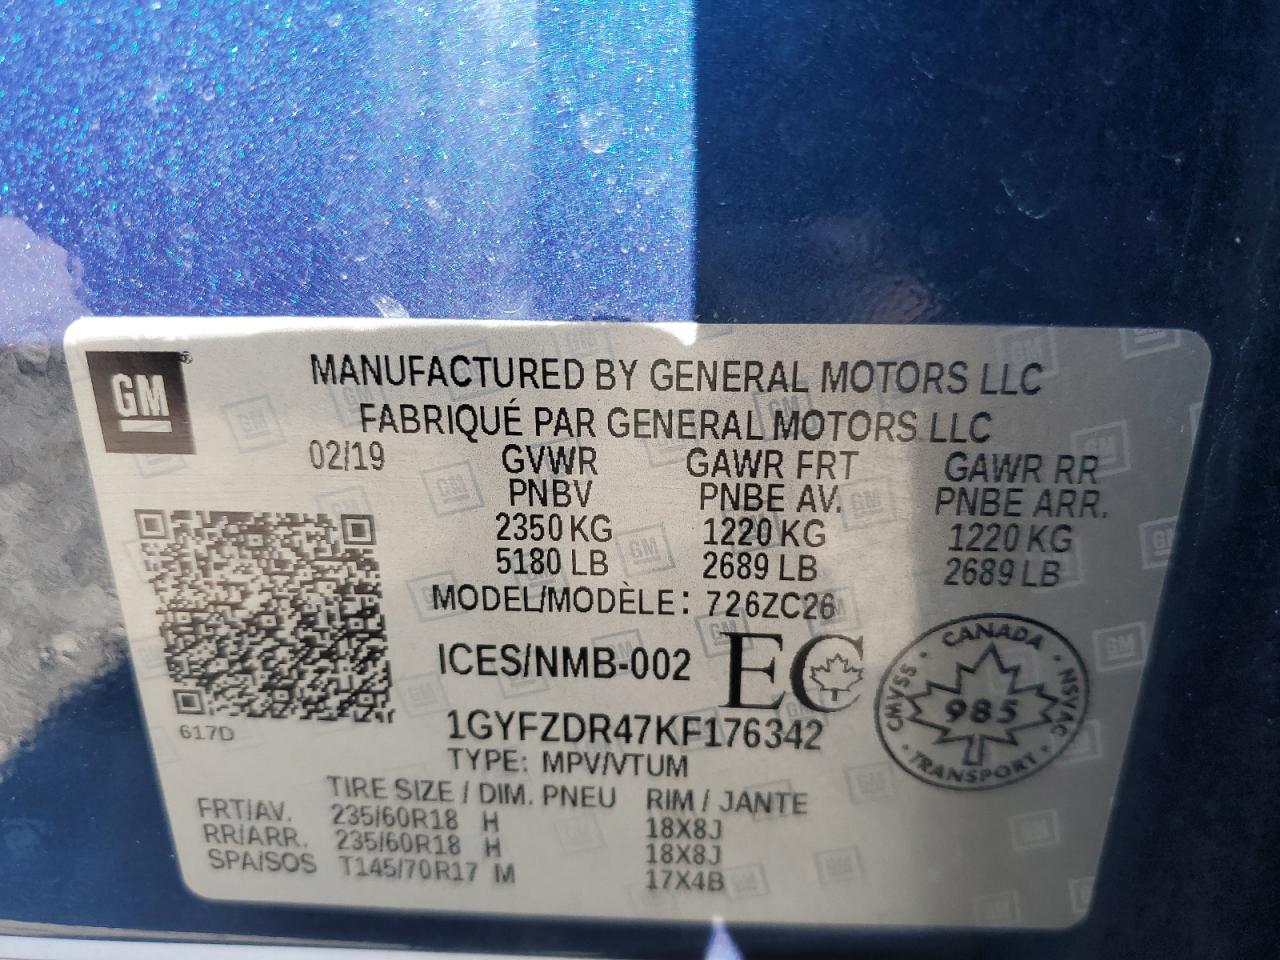 GM
MANUFACTURED BY GENERAL MOTORS LLC
FABRIQUÉ PAR GENERAL MOTORS LLC
02/19 GVWR GAWR FRT GAWR RR
PNBV PNBE AV. PNBE ARR.
2350 KG 1220 KG 1220 KG
5180 LB 2689 LB 2689 LB
MODEL/MODÈLE: 726ZC26
ICES/NMB-002 EC
CANADA
CMVSS 985 NSVAC
TRANSPORT
617D
1GYFZDR47KF176342
TYPE: MPV/VTUM
TIRE SIZE / DIM. PNEU RIM / JANTE
FRT/AV. 235/60R18 H 18X8J
RR/ARR. 235/60R18 H 18X8J
SPA/SOS T145/70R17 M 17X4B